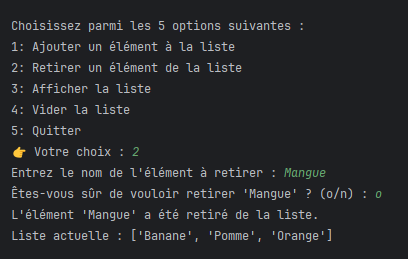 Choisissez parmi les 5 options suivantes :
1: Ajouter un élément à la liste
2: Retirer un élément de la liste
3: Afficher la liste
4: Vider la liste
5: Quitter
👉 Votre choix : 2
Entrez le nom de l'élément à retirer : Mangue
Êtes-vous sûr de vouloir retirer 'Mangue' ? (o/n) : o
L'élément 'Mangue' a été retiré de la liste.
Liste actuelle : ['Banane', 'Pomme', 'Orange']